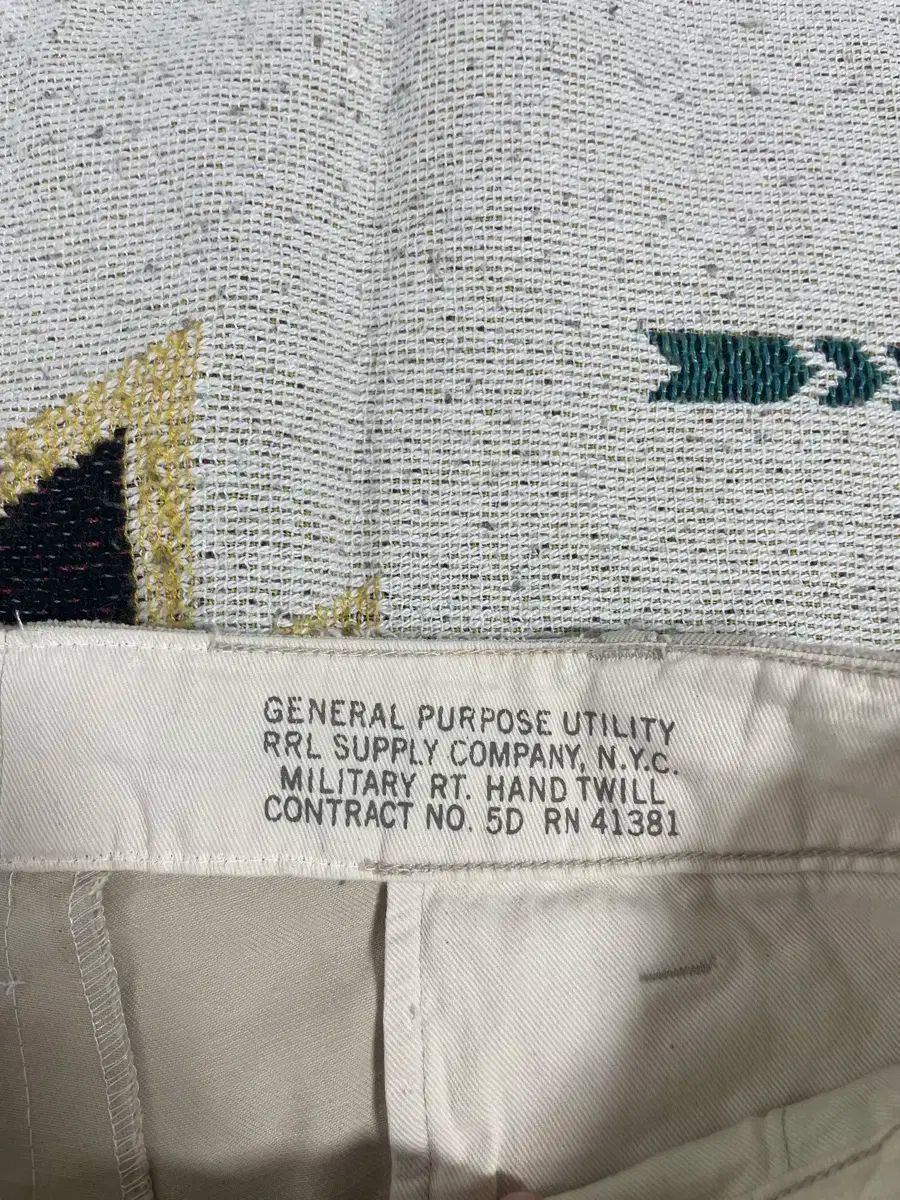 GENERAL PURPOSE UTILITY
RRL SUPPLY COMPANY, N.Y.C.
MILITARY RT. HAND TWILL
CONTRACT NO. 5D RN 41381